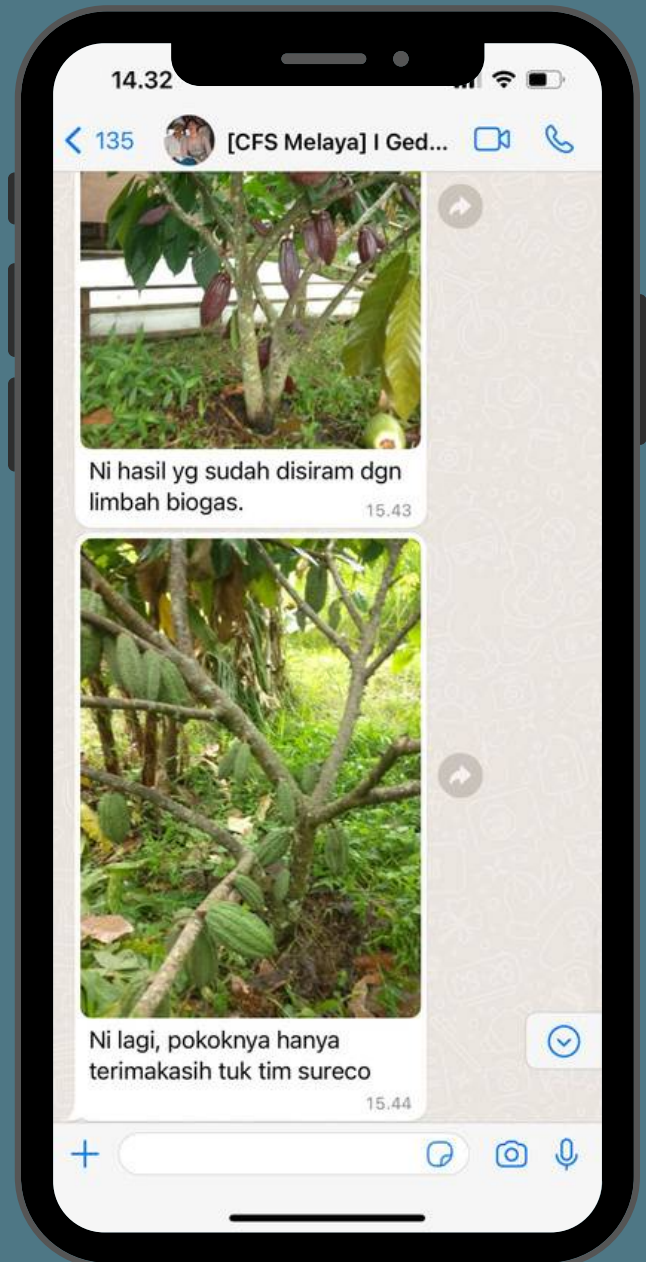 14.32
135
[CFS Melaya] I Ged...
Ni hasil yg sudah disiram dgn
limbah biogas.
15.43
Ni lagi, pokoknya hanya
terimakasih tuk tim sureco
15.44